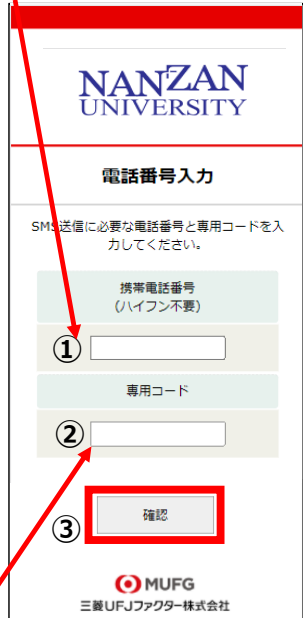 NANZAN
UNIVERSITY
電話番号入力
SMS送信に必要な電話番号と専用コードを入
力してください。
携帯電話番号
(ハイフン不要)
①
専用コード
②
③
確認
MUFG
三菱UFJファクター株式会社